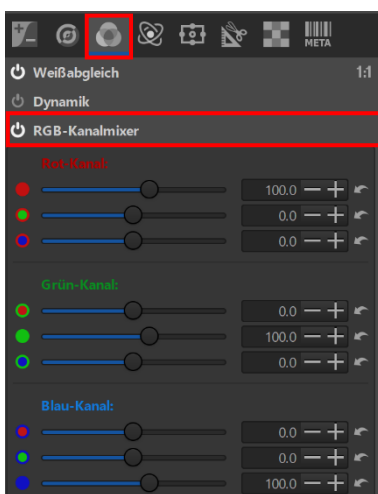 META
Weißabgleich 1:1
Dynamik
RGB-Kanalmixer
Rot-Kanal:
100.0
0.0
0.0
Grün-Kanal:
0.0
100.0
0.0
Blau-Kanal:
0.0
0.0
100.0